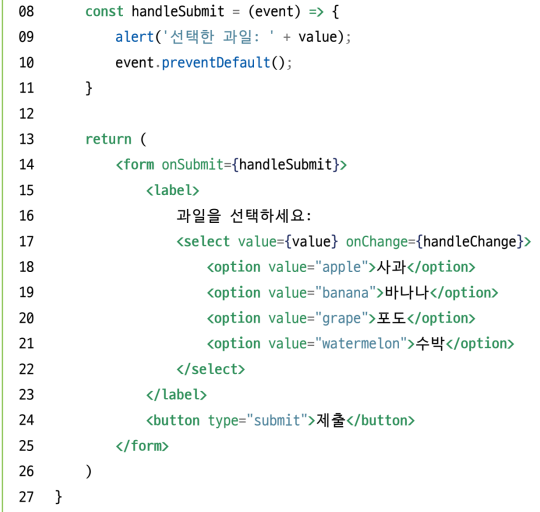 08 const handleSubmit = (event) => {
09 alert('선택한 과일: ' + value);
10 event.preventDefault();
11 }
12
13 return (
14 <form onSubmit={handleSubmit}>
15 <label>
16 과일을 선택하세요:
17 <select value={value} onChange={handleChange}>
18 <option value="apple">사과</option>
19 <option value="banana">바나나</option>
20 <option value="grape">포도</option>
21 <option value="watermelon">수박</option>
22 </select>
23 </label>
24 <button type="submit">제출</button>
25 </form>
26 )
27 }